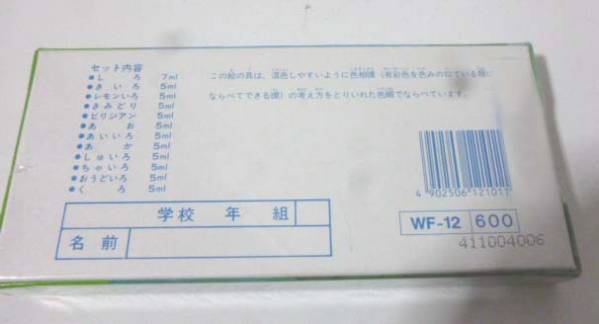 セット内容
●しろ 7ml
●きいろ 5ml
●レモンいろ 5ml
●きみどり 5ml
●ビリジアン 5ml
●あお 5ml
●あいいろ 5ml
●あか 5ml
●しゅいろ 5ml
●ちゃいろ 5ml
●おうどいろ 5ml
●くろ 5ml
この絵の具は、混色しやすいように色相環(有彩色を色みの似ている順に
ならべてできる環)の考え方をとりいれた色順でならべています。
4 902506 121017
学校 年 組
名前
WF-12 600
411004006